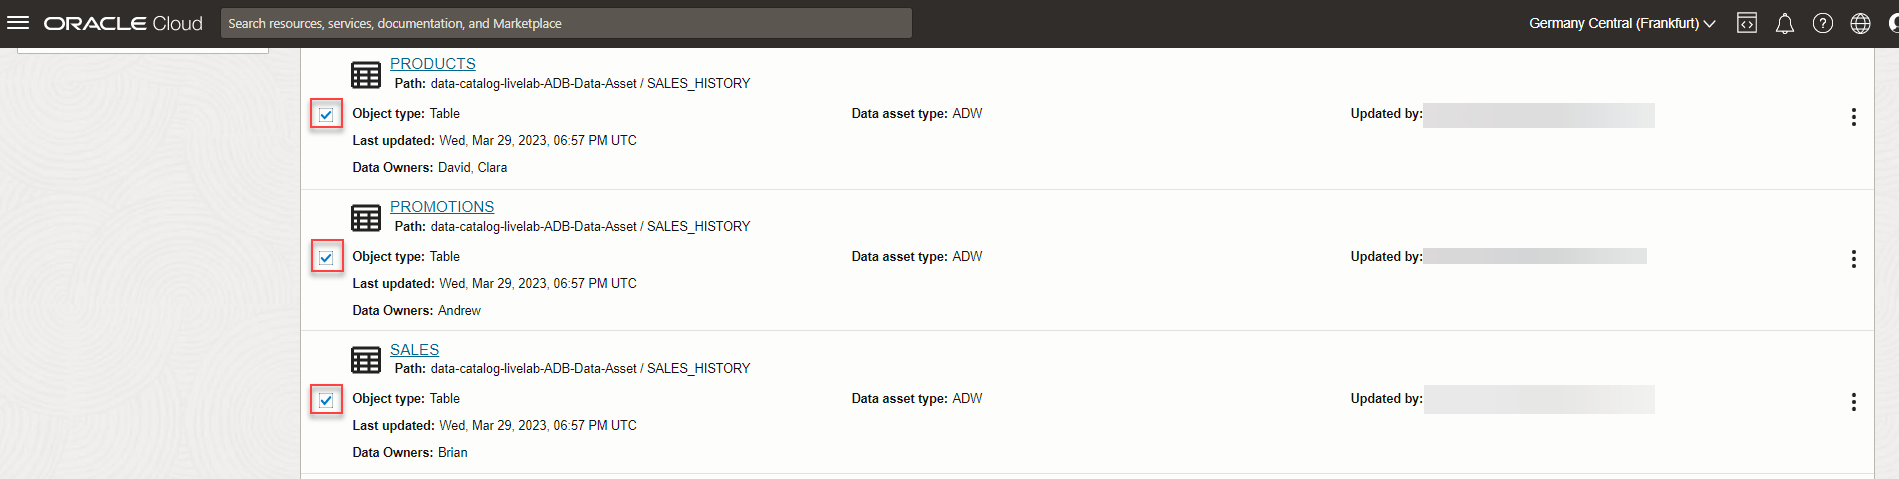 ORACLE Cloud
Search resources, services, documentation, and Marketplace
Germany Central (Frankfurt)
PRODUCTS
Path: data-catalog-livelab-ADB-Data-Asset / SALES_HISTORY
Object type: Table
Data asset type: ADW
Updated by:
Last updated: Wed, Mar 29, 2023, 06:57 PM UTC
Data Owners: David, Clara
PROMOTIONS
Path: data-catalog-livelab-ADB-Data-Asset / SALES_HISTORY
Object type: Table
Data asset type: ADW
Updated by:
Last updated: Wed, Mar 29, 2023, 06:57 PM UTC
Data Owners: Andrew
SALES
Path: data-catalog-livelab-ADB-Data-Asset / SALES_HISTORY
Object type: Table
Data asset type: ADW
Updated by:
Last updated: Wed, Mar 29, 2023, 06:57 PM UTC
Data Owners: Brian